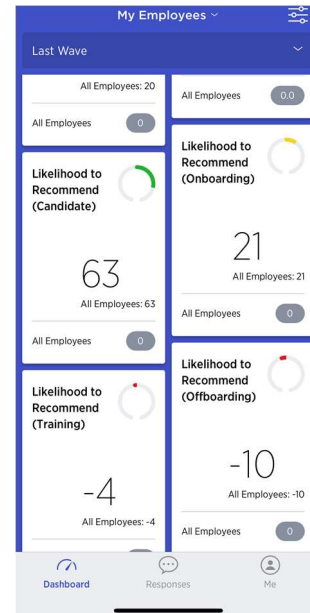 My Employees
Last Wave
All Employees: 20
All Employees 0
All Employees 0.0
Likelihood to
Recommend
(Candidate)
63
All Employees: 63
All Employees 0
Likelihood to
Recommend
(Onboarding)
21
All Employees: 21
All Employees 0
Likelihood to
Recommend
(Training)
-4
All Employees: -4
Likelihood to
Recommend
(Offboarding)
-10
All Employees: -10
All Employees 0
Dashboard
Responses
Me